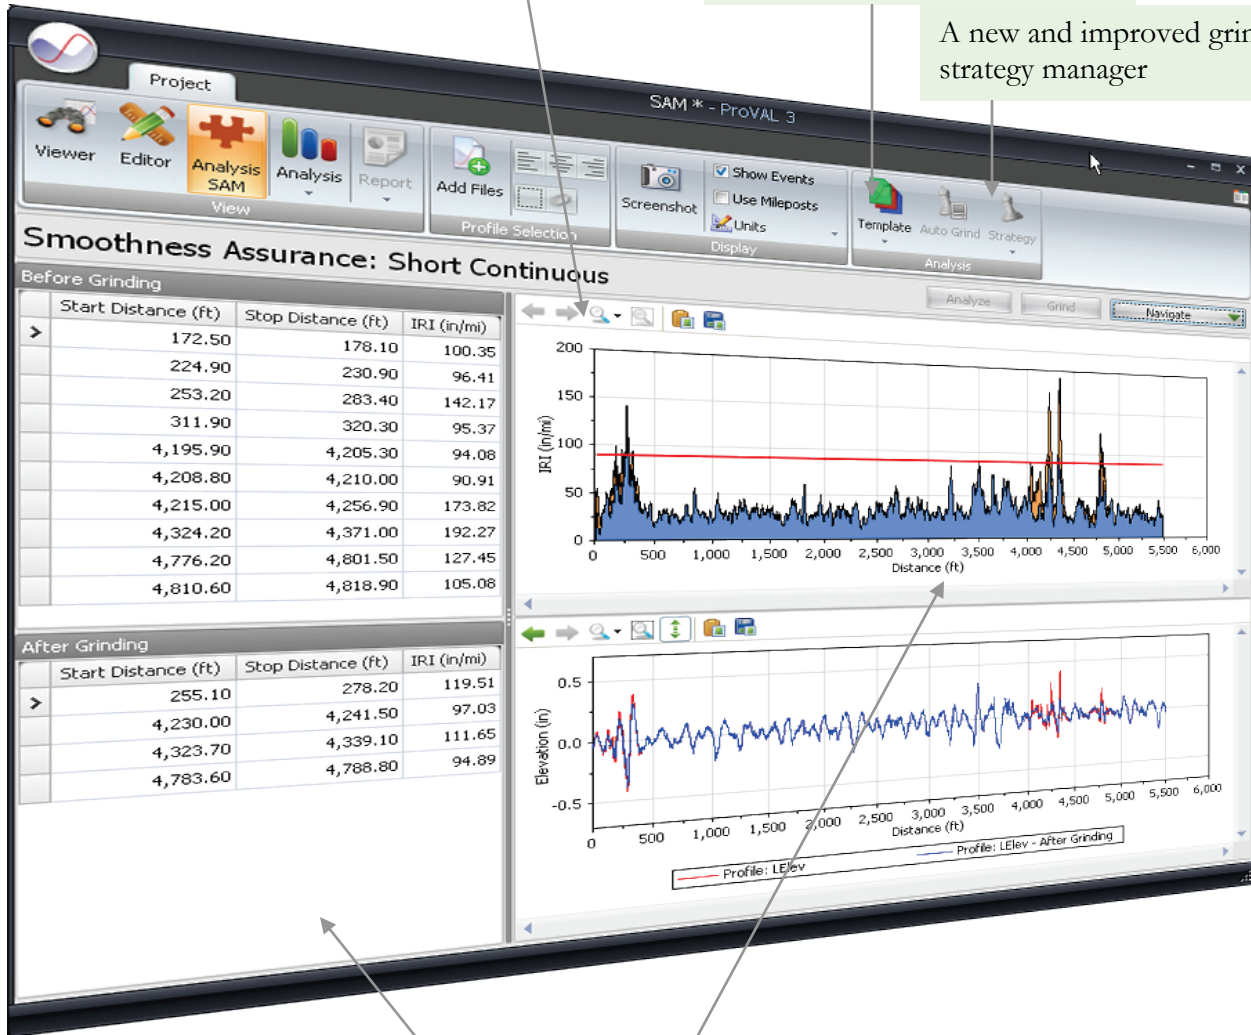 A new and improved grin
strategy manager
SAM * - ProVAL 3
Project
Viewer
Editor
Analysis
SAM
Analysis
Report
View
Add Files
Profile Selection
Screenshot
Show Events
Use Mileposts
Units
Display
Template
Auto Grind
Strategy
Analysis
Smoothness Assurance: Short Continuous
Analyze
Grind
Navigate
Before Grinding
Start Distance (ft) Stop Distance (ft) IRI (in/mi)
172.50 178.10 100.35
224.90 230.90 96.41
253.20 283.40 142.17
311.90 320.30 95.37
4,195.90 4,205.30 94.08
4,208.80 4,210.00 90.91
4,215.00 4,256.90 173.82
4,324.20 4,371.00 192.27
4,776.20 4,801.50 127.45
4,810.60 4,818.90 105.08
200
150
100
50
0
IRI (in/mi)
0 500 1,000 1,500 2,000 2,500 3,000 3,500 4,000 4,500 5,000 5,500 6,000
Distance (ft)
After Grinding
Start Distance (ft) Stop Distance (ft) IRI (in/mi)
255.10 278.20 119.51
4,230.00 4,241.50 97.03
4,323.70 4,339.10 111.65
4,783.60 4,788.80 94.89
0.5
0.0
-0.5
Elevation (in)
0 500 1,000 1,500 2,000 2,500 3,000 3,500 4,000 4,500 5,000 5,500 6,000
Distance (ft)
Profile: LElev
Profile: LElev - After Grinding